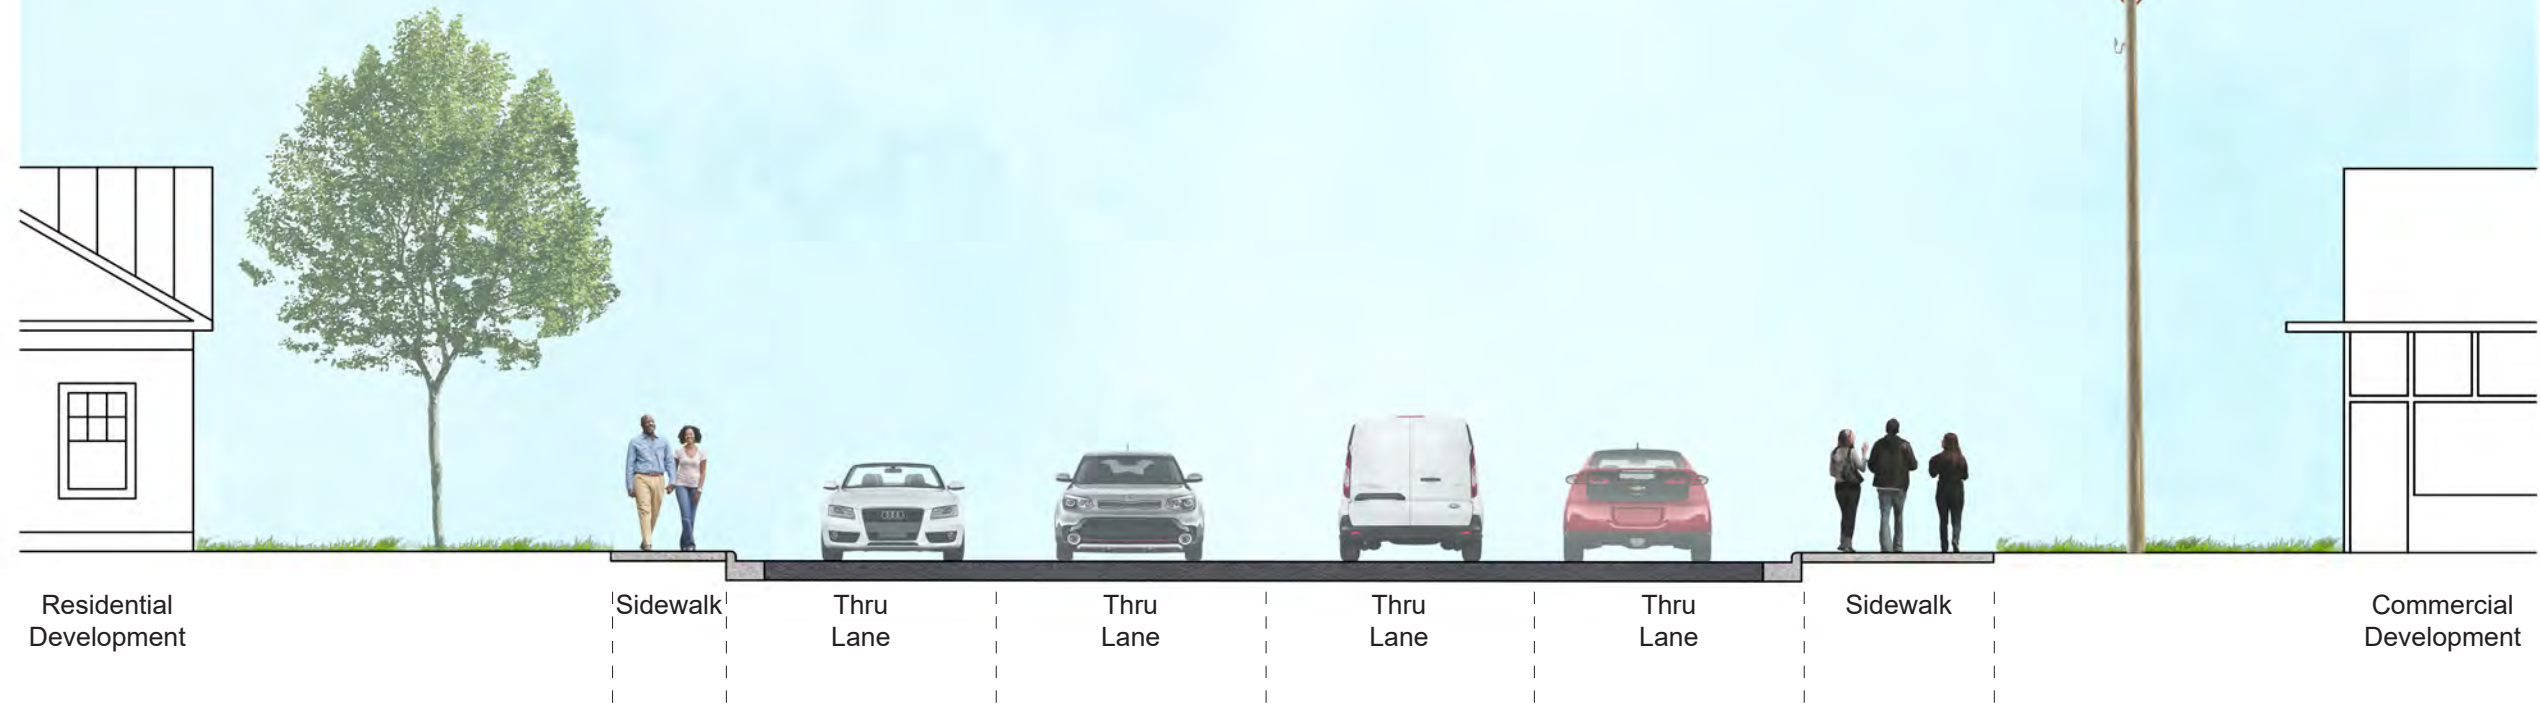 Residential
Development
Sidewalk
Thru
Lane
Thru
Lane
Thru
Lane
Thru
Lane
Sidewalk
Commercial
Development